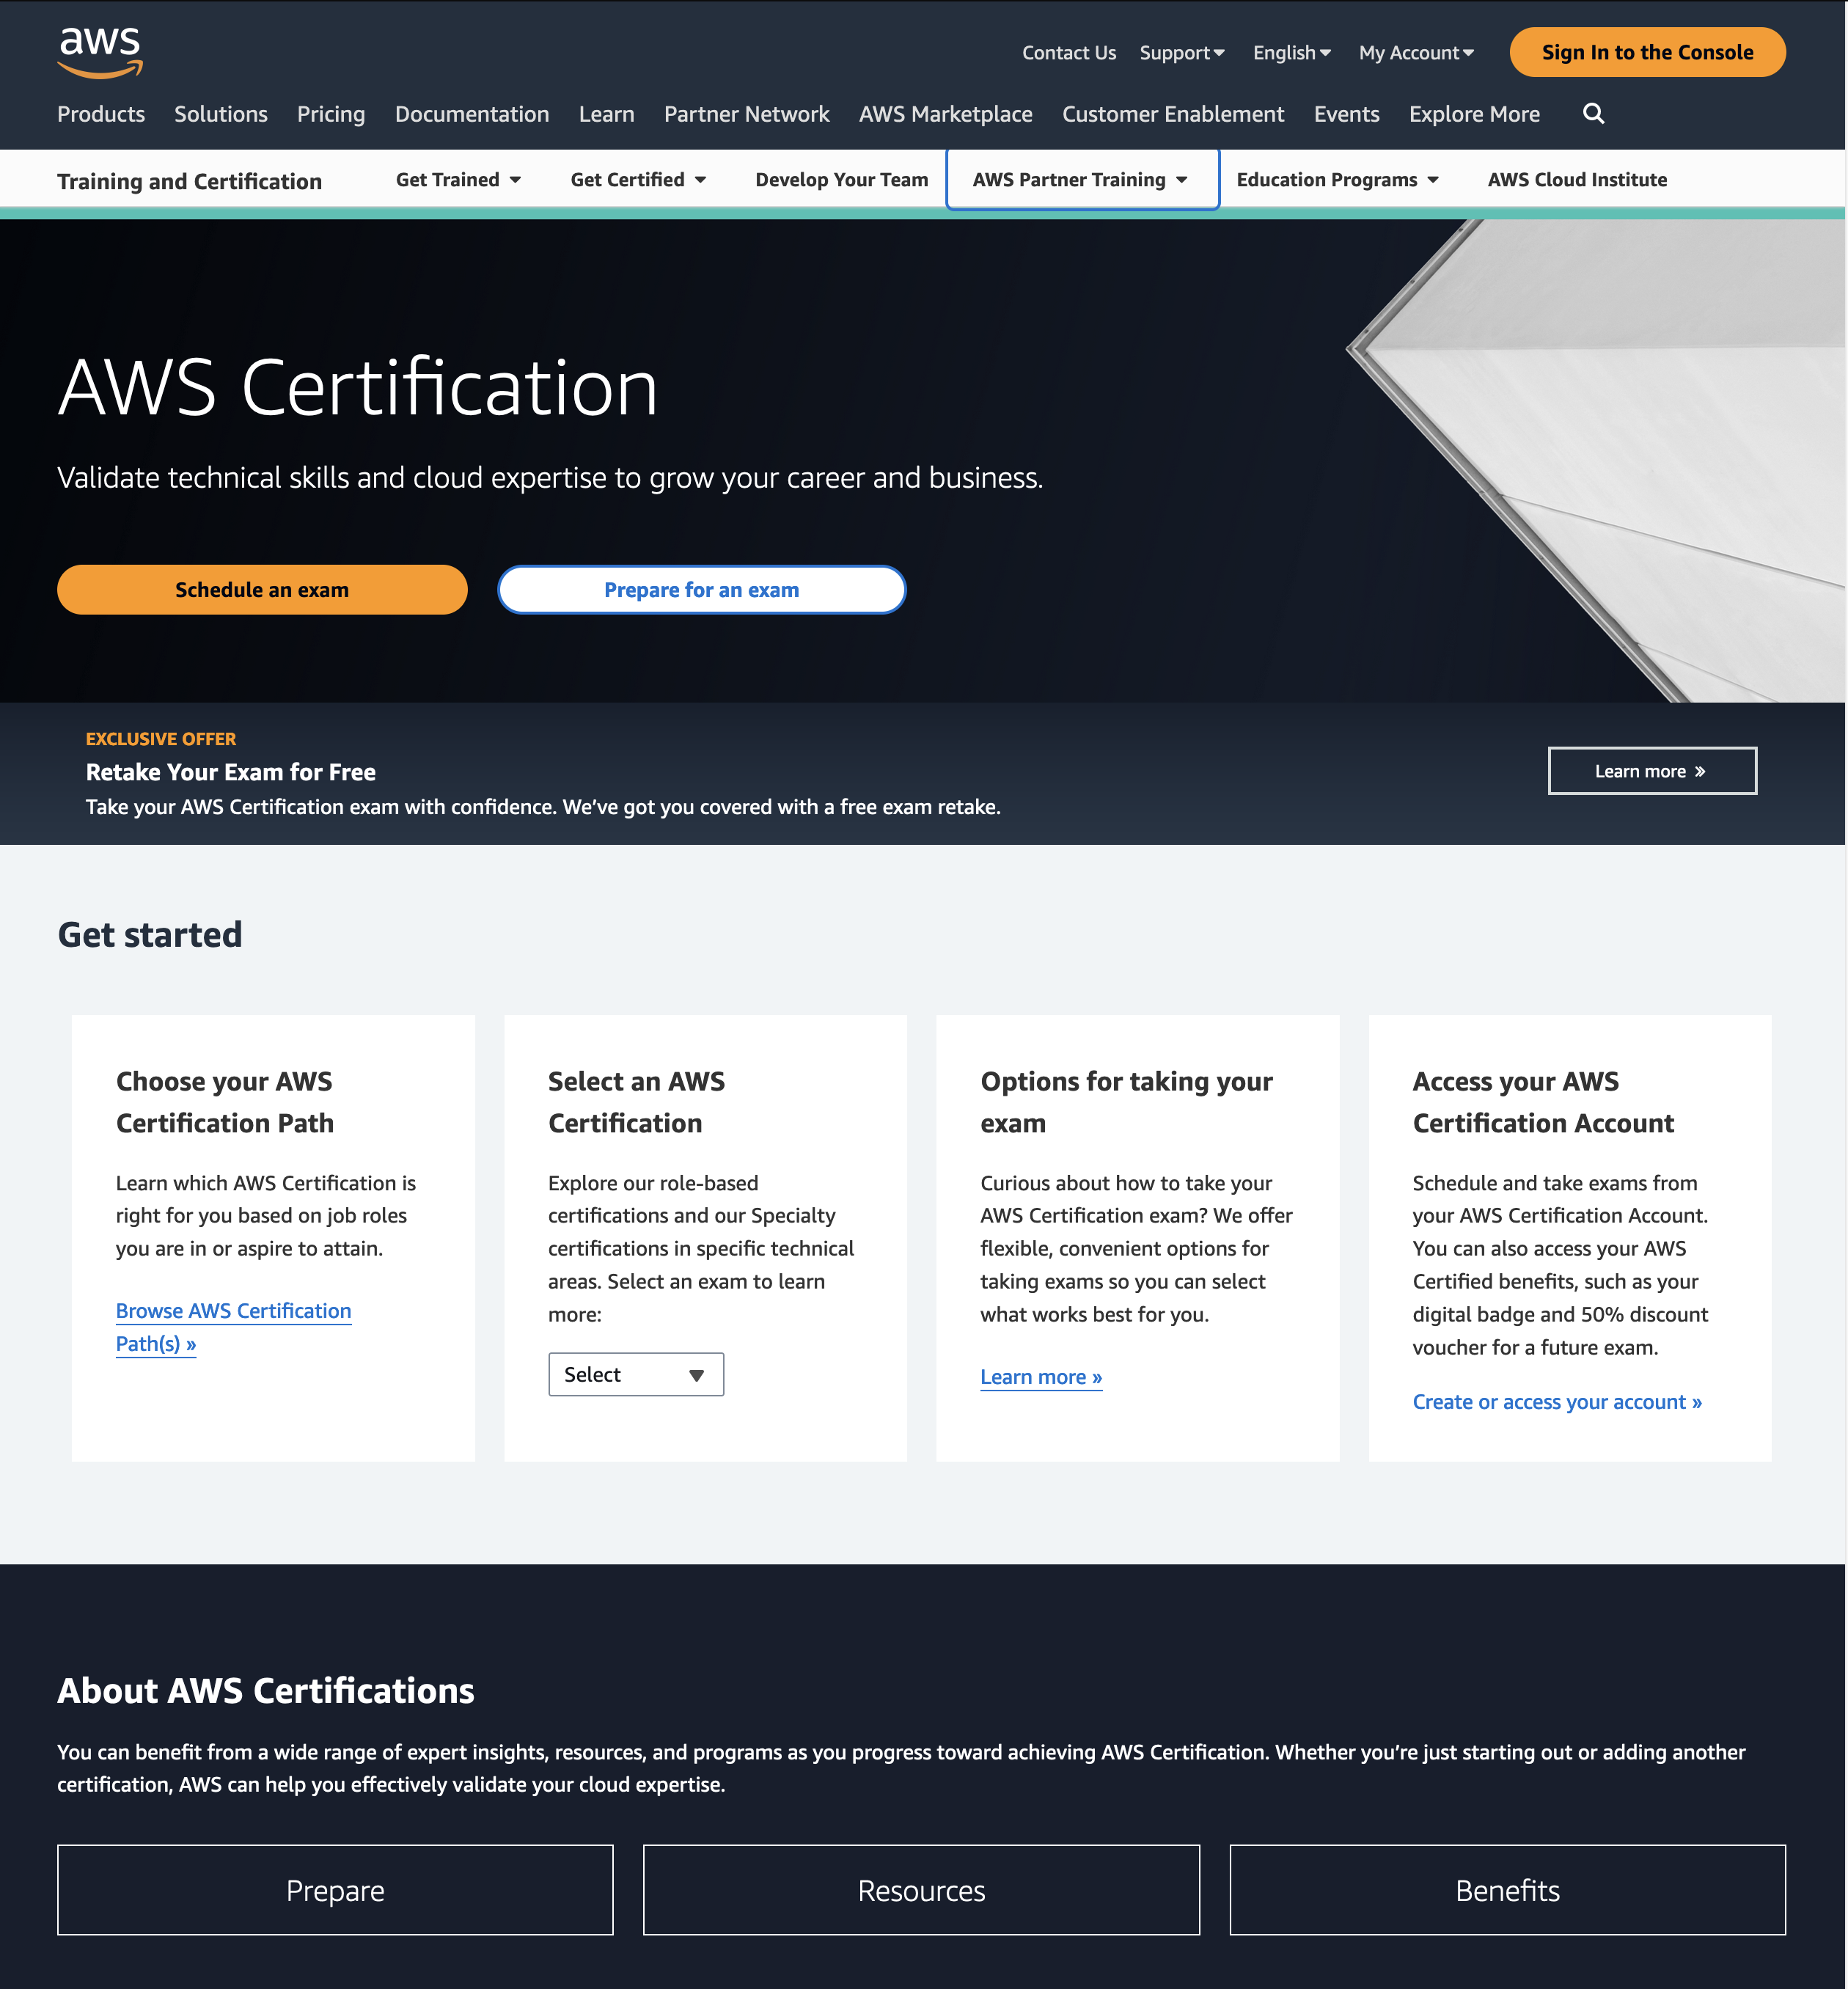 aws
Contact Us Support English My Account Sign In to the Console
Products Solutions Pricing Documentation Learn Partner Network AWS Marketplace Customer Enablement Events Explore More
Training and Certification Get Trained Get Certified Develop Your Team AWS Partner Training Education Programs AWS Cloud Institute
AWS Certification
Validate technical skills and cloud expertise to grow your career and business.
Schedule an exam Prepare for an exam
EXCLUSIVE OFFER
Retake Your Exam for Free
Take your AWS Certification exam with confidence. We’ve got you covered with a free exam retake.
Learn more »
Get started
Choose your AWS
Certification Path
Learn which AWS Certification is
right for you based on job roles
you are in or aspire to attain.
Browse AWS Certification
Path(s) »
Select an AWS
Certification
Explore our role-based
certifications and our Specialty
certifications in specific technical
areas. Select an exam to learn
more:
Select
Options for taking your
exam
Curious about how to take your
AWS Certification exam? We offer
flexible, convenient options for
taking exams so you can select
what works best for you.
Learn more »
Access your AWS
Certification Account
Schedule and take exams from
your AWS Certification Account.
You can also access your AWS
Certified benefits, such as your
digital badge and 50% discount
voucher for a future exam.
Create or access your account »
About AWS Certifications
You can benefit from a wide range of expert insights, resources, and programs as you progress toward achieving AWS Certification. Whether you’re just starting out or adding another
certification, AWS can help you effectively validate your cloud expertise.
Prepare Resources Benefits